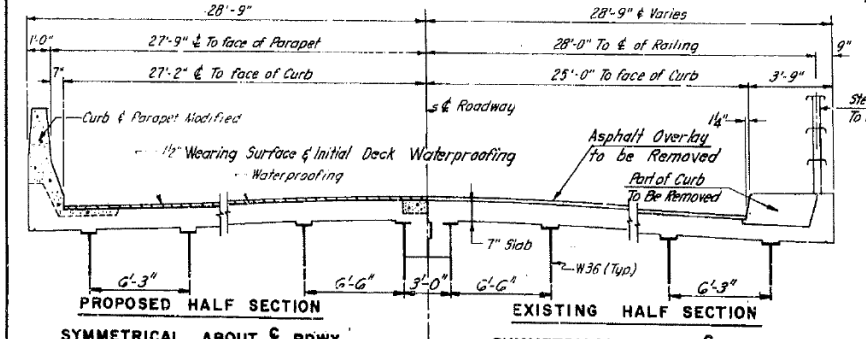 28'-9"
28'-9" & Varies
1'-0"
27'-9" ℄ To face of Parapet
28'-0" To ℄ of Railing
9"
7"
27'-2" ℄ To face of Curb
25'-0" To face of Curb
3'-9"
℄ Roadway
1¼"
Curb & Parapet Modified
1½" Wearing Surface & Initial Deck Waterproofing
Waterproofing
Asphalt Overlay
to be Removed
Part of Curb
To Be Removed
7" Slab
W36 (Typ.)
6'-3"
6'-6"
3'-0"
6'-6"
6'-3"
PROPOSED HALF SECTION
EXISTING HALF SECTION
SYMMETRICAL ABOUT ℄ RDWY